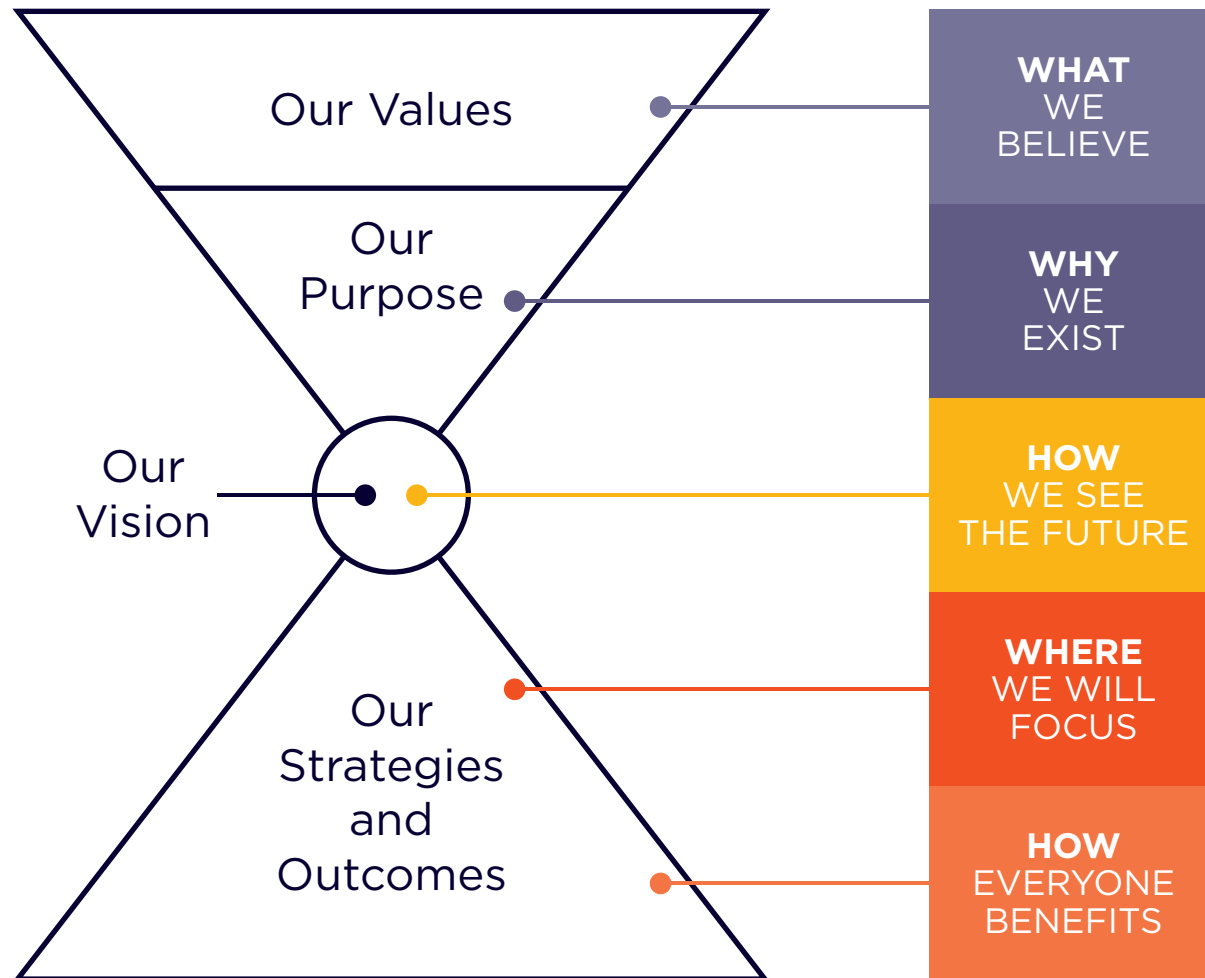 Our Values
WHAT
WE
BELIEVE
Our
Purpose
WHY
WE
EXIST
Our
Vision
HOW
WE SEE
THE FUTURE
Our
Strategies
and
Outcomes
WHERE
WE WILL
FOCUS
HOW
EVERYONE
BENEFITS